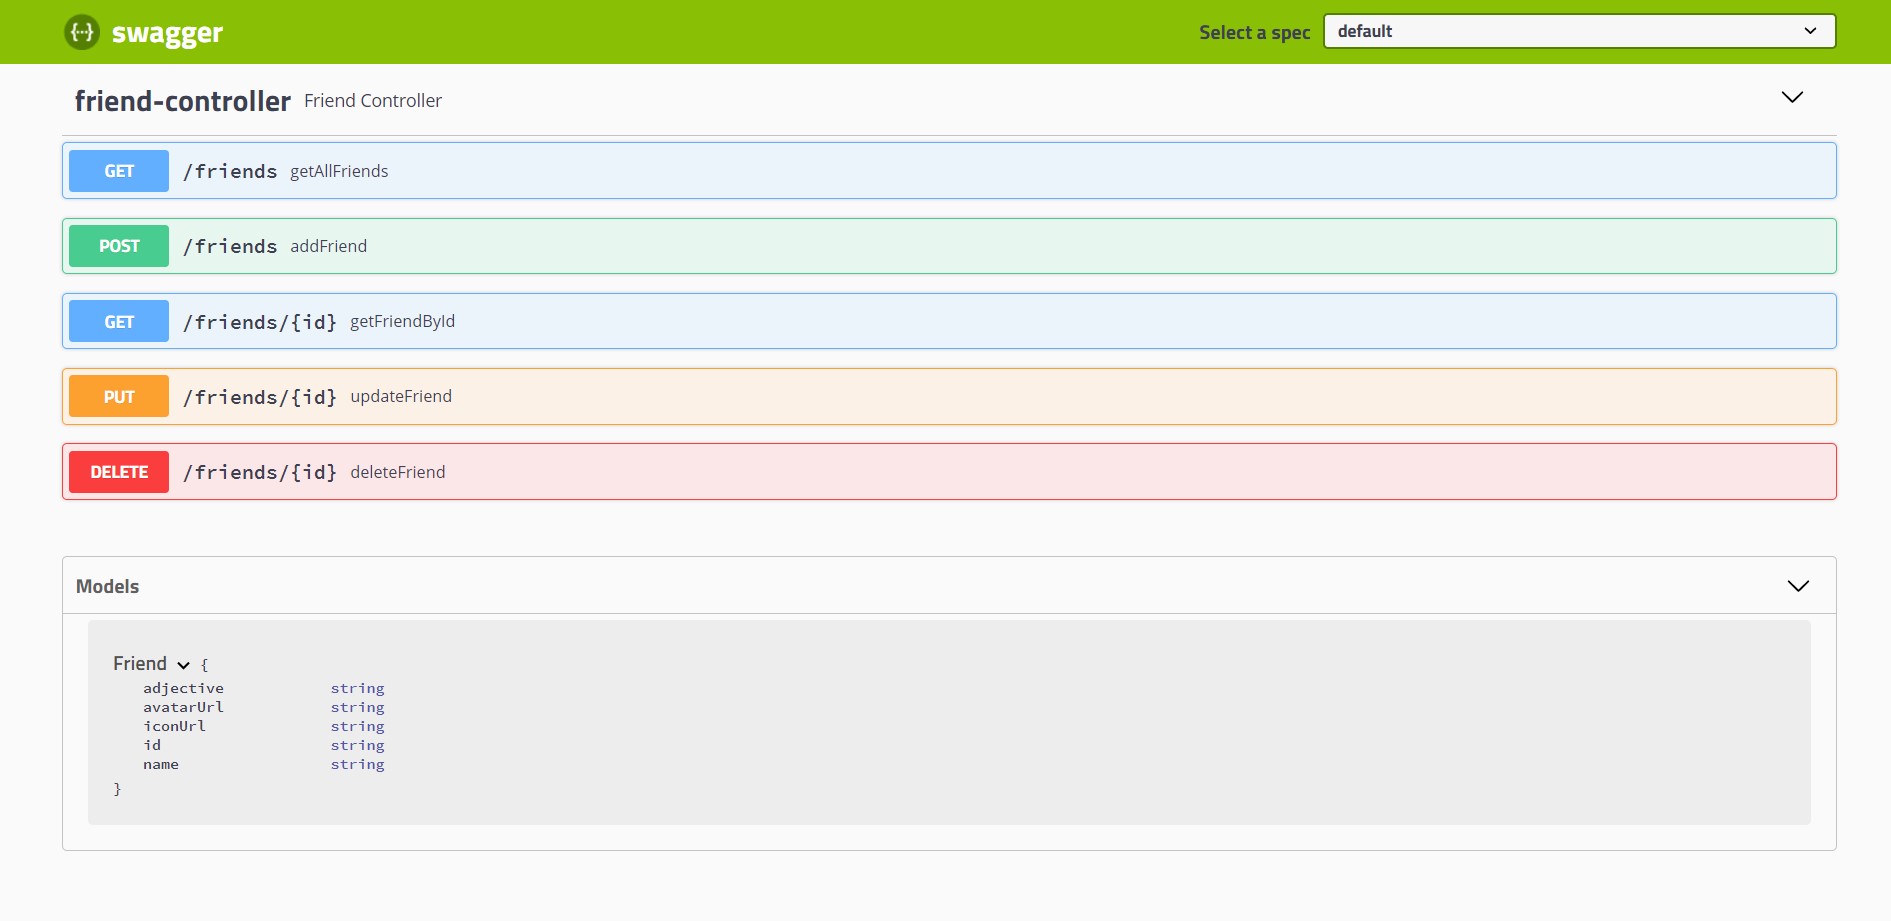 {...} swagger Select a spec default
friend-controller Friend Controller
GET /friends getAllFriends
POST /friends addFriend
GET /friends/{id} getFriendById
PUT /friends/{id} updateFriend
DELETE /friends/{id} deleteFriend
Models
Friend {
adjective string
avatarUrl string
iconUrl string
id string
name string
}